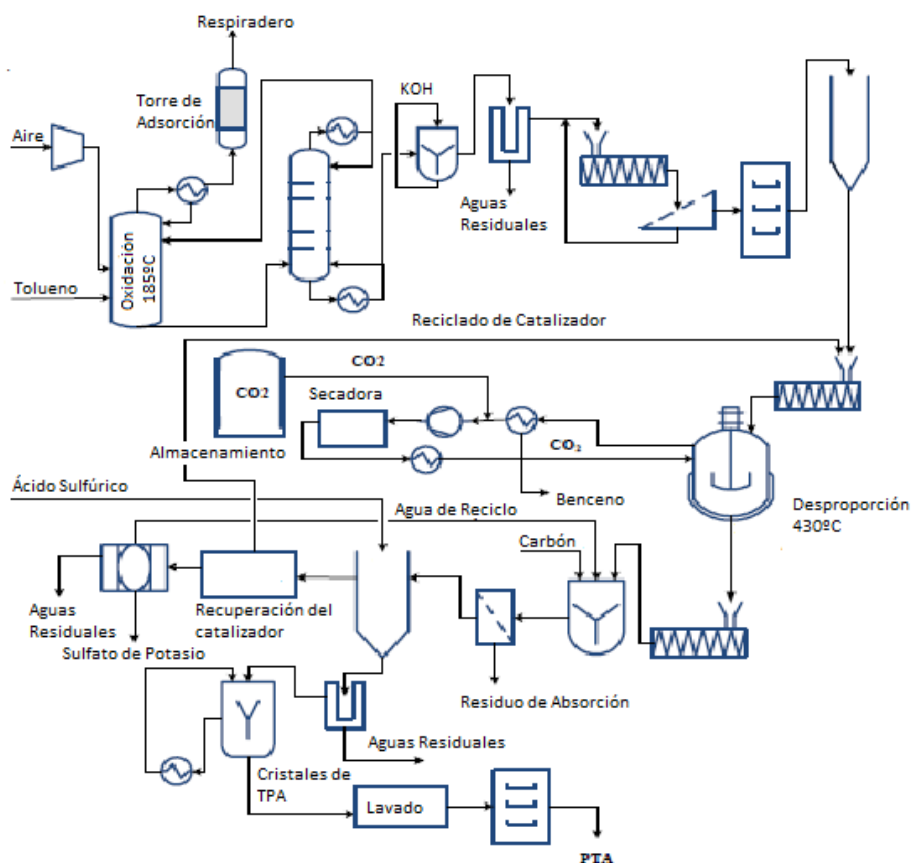 Respiradero
Torre de
Adsorción
KOH
Aire
Oxidación
185ºC
Aguas
Residuales
Tolueno
Reciclado de Catalizador
CO2
CO2
Secadora
Almacenamiento
CO2
Benceno
Desproporción
430ºC
Ácido Sulfúrico
Agua de Reciclo
Carbón
Aguas
Residuales
Recuperación del
catalizador
Sulfato de Potasio
Residuo de Absorción
Aguas Residuales
Cristales de
TPA
Lavado
PTA